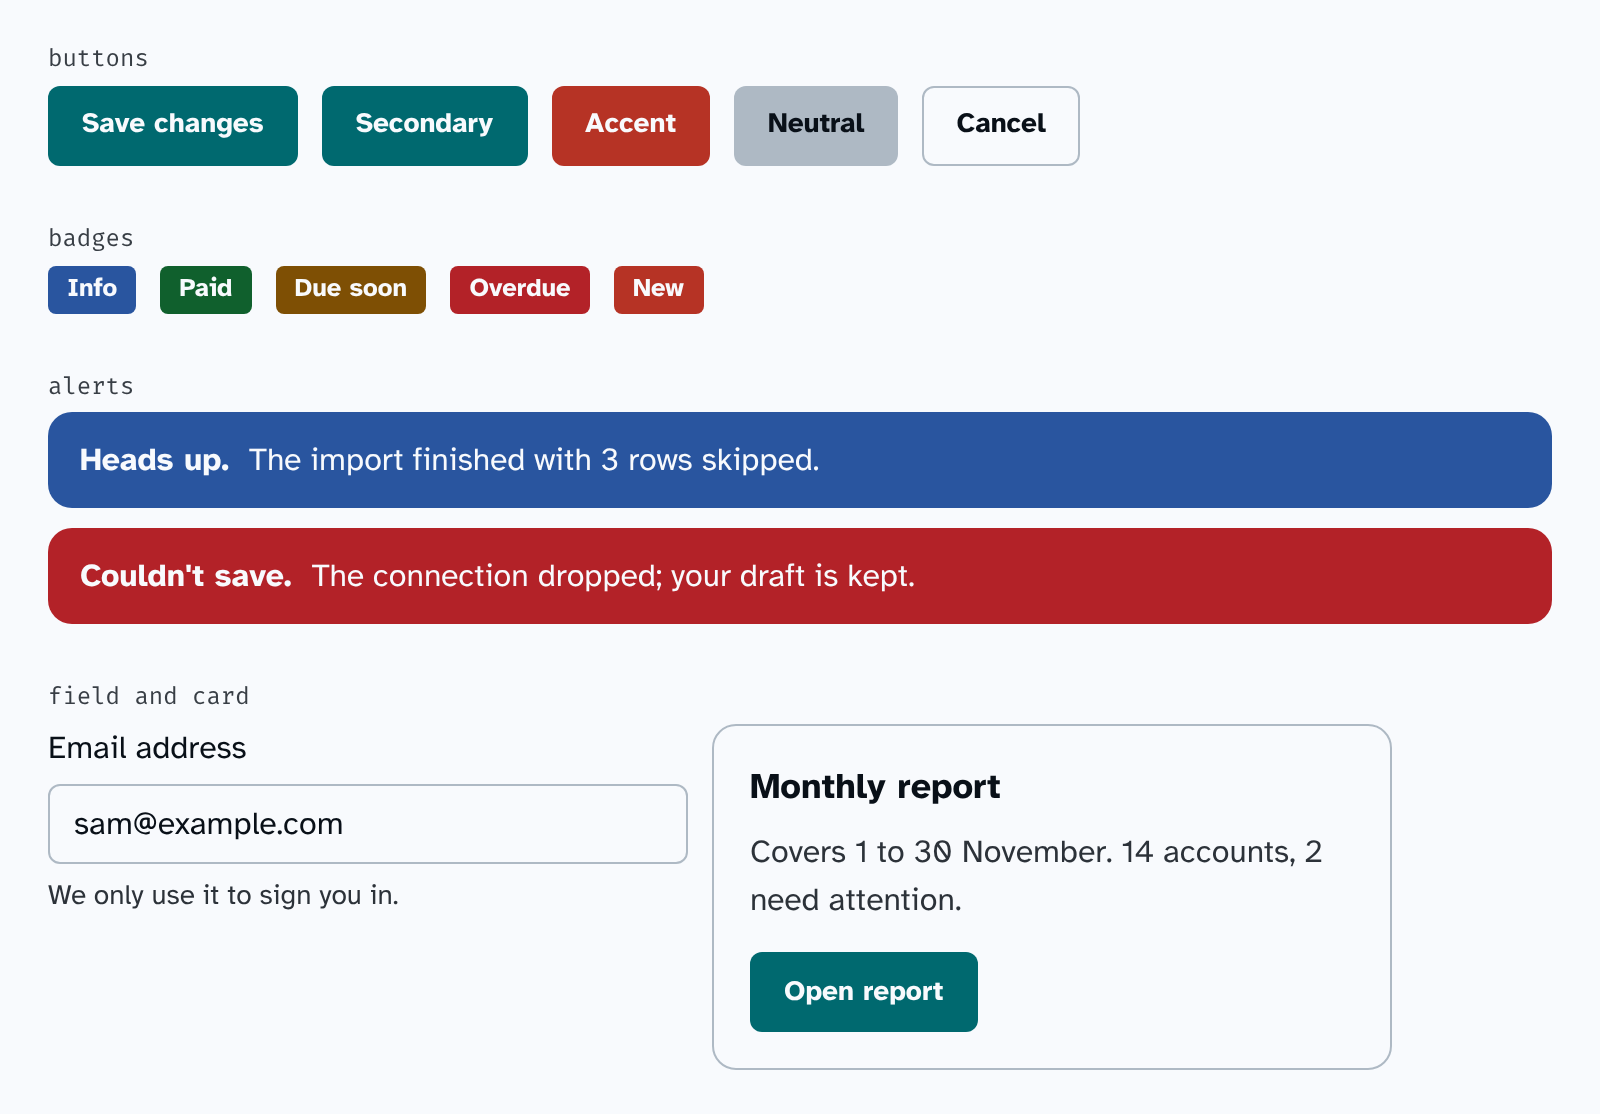 buttons
Save changes Secondary Accent Neutral Cancel
badges
Info Paid Due soon Overdue New
alerts
Heads up. The import finished with 3 rows skipped.
Couldn't save. The connection dropped; your draft is kept.
field and card
Email address
sam@example.com
We only use it to sign you in.
Monthly report
Covers 1 to 30 November. 14 accounts, 2
need attention.
Open report